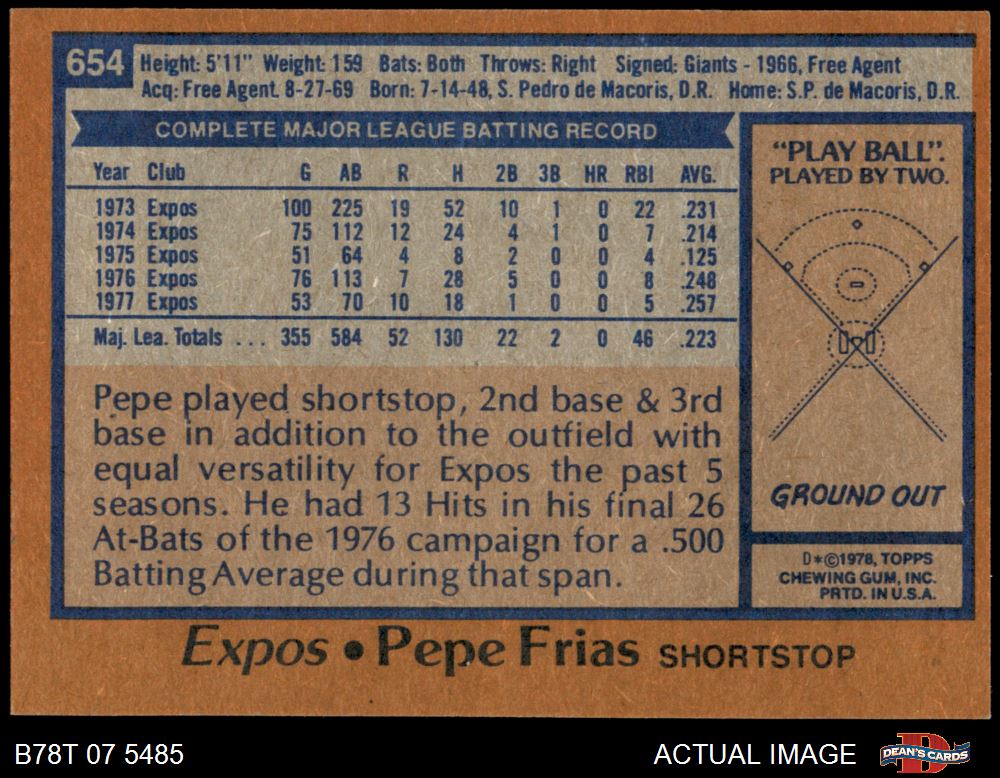 654 Height: 5'11" Weight: 159 Bats: Both Throws: Right Signed: Giants - 1966, Free Agent
Acq: Free Agent. 8-27-69 Born: 7-14-48, S. Pedro de Macoris, D.R. Home: S.P. de Macoris, D.R.
COMPLETE MAJOR LEAGUE BATTING RECORD
Year Club G AB R H 2B 3B HR RBI AVG.
1973 Expos 100 225 19 52 10 1 0 22 .231
1974 Expos 75 112 12 24 4 1 0 7 .214
1975 Expos 51 64 4 8 2 0 0 4 .125
1976 Expos 76 113 7 28 5 0 0 8 .248
1977 Expos 53 70 10 18 1 0 0 5 .257
Maj. Lea. Totals ... 355 584 52 130 22 2 0 46 .223
Pepe played shortstop, 2nd base & 3rd
base in addition to the outfield with
equal versatility for Expos the past 5
seasons. He had 13 Hits in his final 26
At-Bats of the 1976 campaign for a .500
Batting Average during that span.
"PLAY BALL".
PLAYED BY TWO.
GROUND OUT
D*©1978, TOPPS
CHEWING GUM, INC.
PRTD. IN U.S.A.
Expos • Pepe Frias SHORTSTOP
B78T 07 5485 ACTUAL IMAGE DEAN'S CARDS